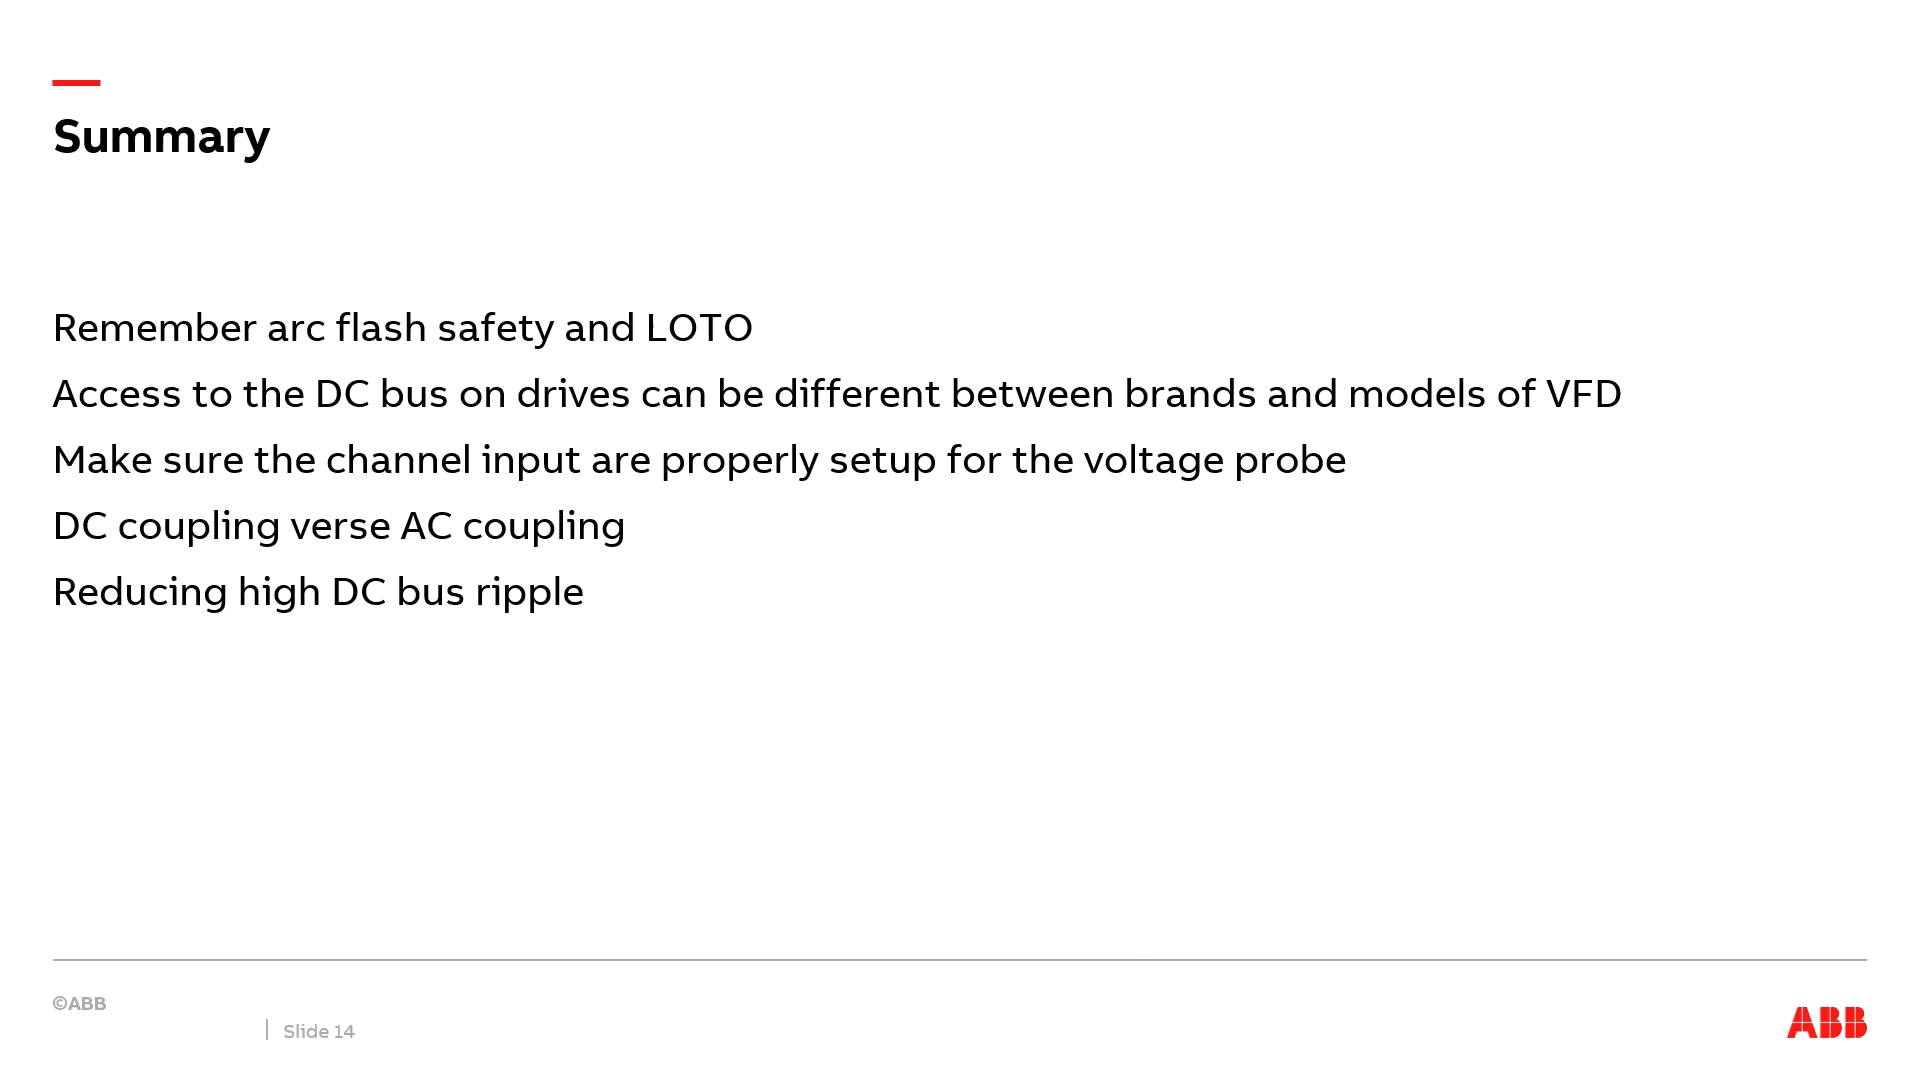 Summary
Remember arc flash safety and LOTO
Access to the DC bus on drives can be different between brands and models of VFD
Make sure the channel input are properly setup for the voltage probe
DC coupling verse AC coupling
Reducing high DC bus ripple
©ABB
Slide 14
ABB